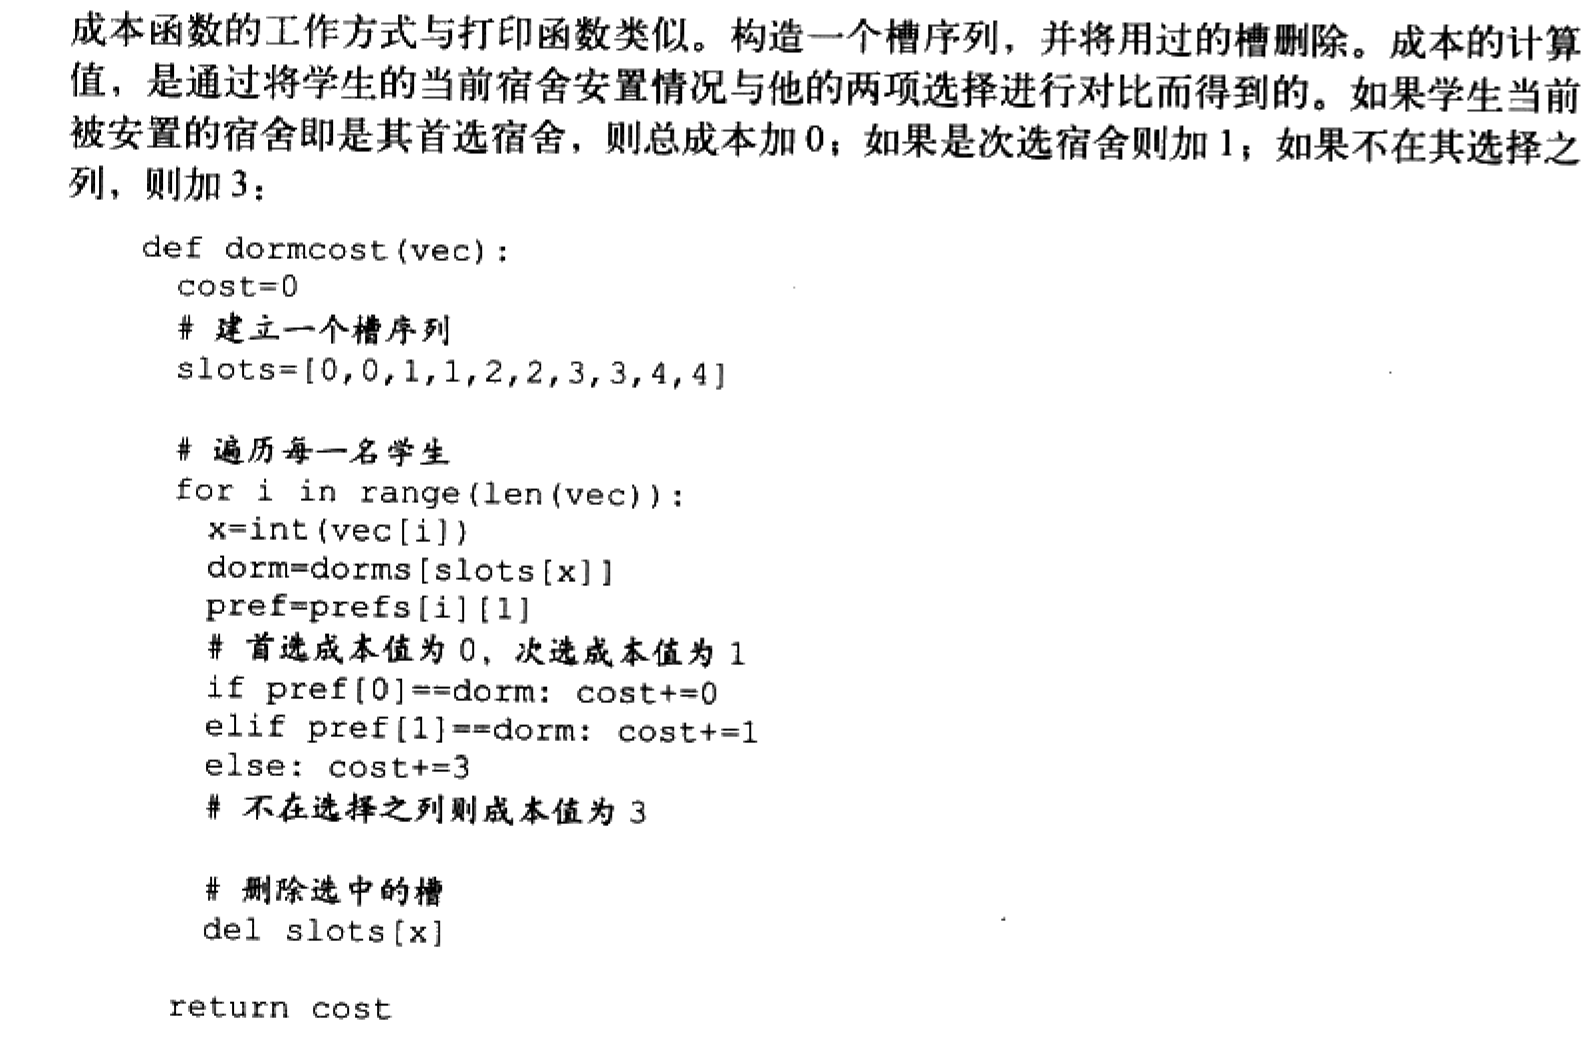 成本函数的工作方式与打印函数类似。构造一个槽序列，并将用过的槽删除。成本的计算
值，是通过将学生的当前宿舍安置情况与他的两项选择进行对比而得到的。如果学生当前
被安置的宿舍即是其首选宿舍，则总成本加0；如果是次选宿舍则加1；如果不在其选择之
列，则加3：
def dormcost(vec):
cost=0
# 建立一个槽序列
slots=[0,0,1,1,2,2,3,3,4,4]
# 遍历每一名学生
for i in range(len(vec)):
x=int(vec[i])
dorm=dorms[slots[x]]
pref=prefs[i][1]
# 首选成本值为0，次选成本值为1
if pref[0]==dorm: cost+=0
elif pref[1]==dorm: cost+=1
else: cost+=3
# 不在选择之列则成本值为3
# 删除选中的槽
del slots[x]
return cost